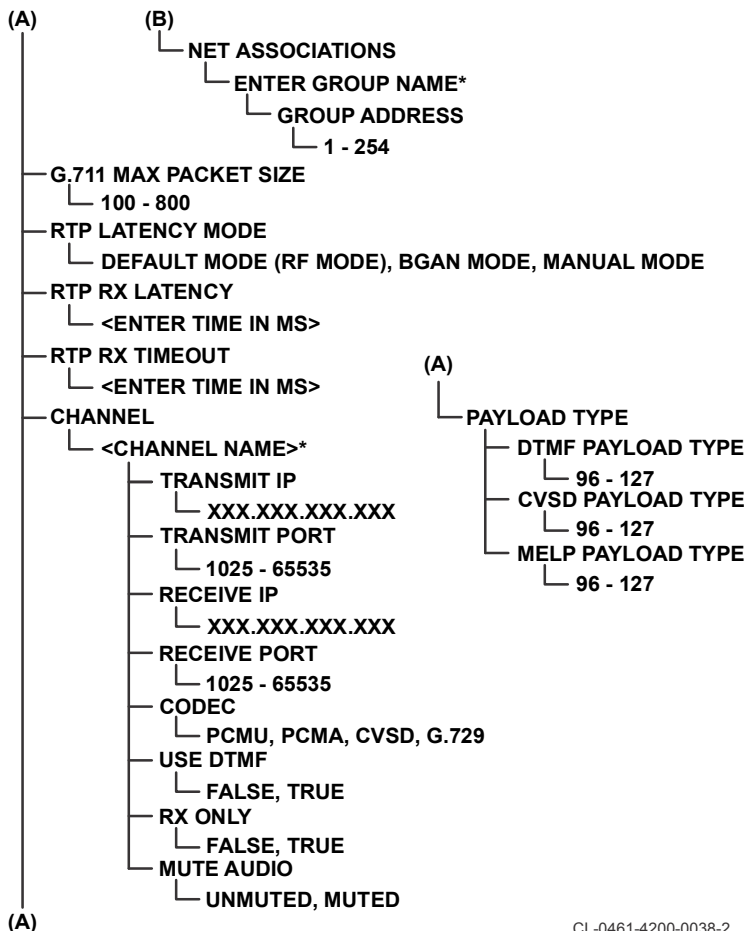 (A)
(B)
NET ASSOCIATIONS
ENTER GROUP NAME*
GROUP ADDRESS
1 - 254
G.711 MAX PACKET SIZE
100 - 800
RTP LATENCY MODE
DEFAULT MODE (RF MODE), BGAN MODE, MANUAL MODE
RTP RX LATENCY
<ENTER TIME IN MS>
RTP RX TIMEOUT
<ENTER TIME IN MS>
CHANNEL
<CHANNEL NAME>*
TRANSMIT IP
XXX.XXX.XXX.XXX
TRANSMIT PORT
1025 - 65535
RECEIVE IP
XXX.XXX.XXX.XXX
RECEIVE PORT
1025 - 65535
CODEC
PCMU, PCMA, CVSD, G.729
USE DTMF
FALSE, TRUE
RX ONLY
FALSE, TRUE
MUTE AUDIO
UNMUTED, MUTED
(A)
(A)
PAYLOAD TYPE
DTMF PAYLOAD TYPE
96 - 127
CVSD PAYLOAD TYPE
96 - 127
MELP PAYLOAD TYPE
96 - 127
CL-0461-4200-0038-2